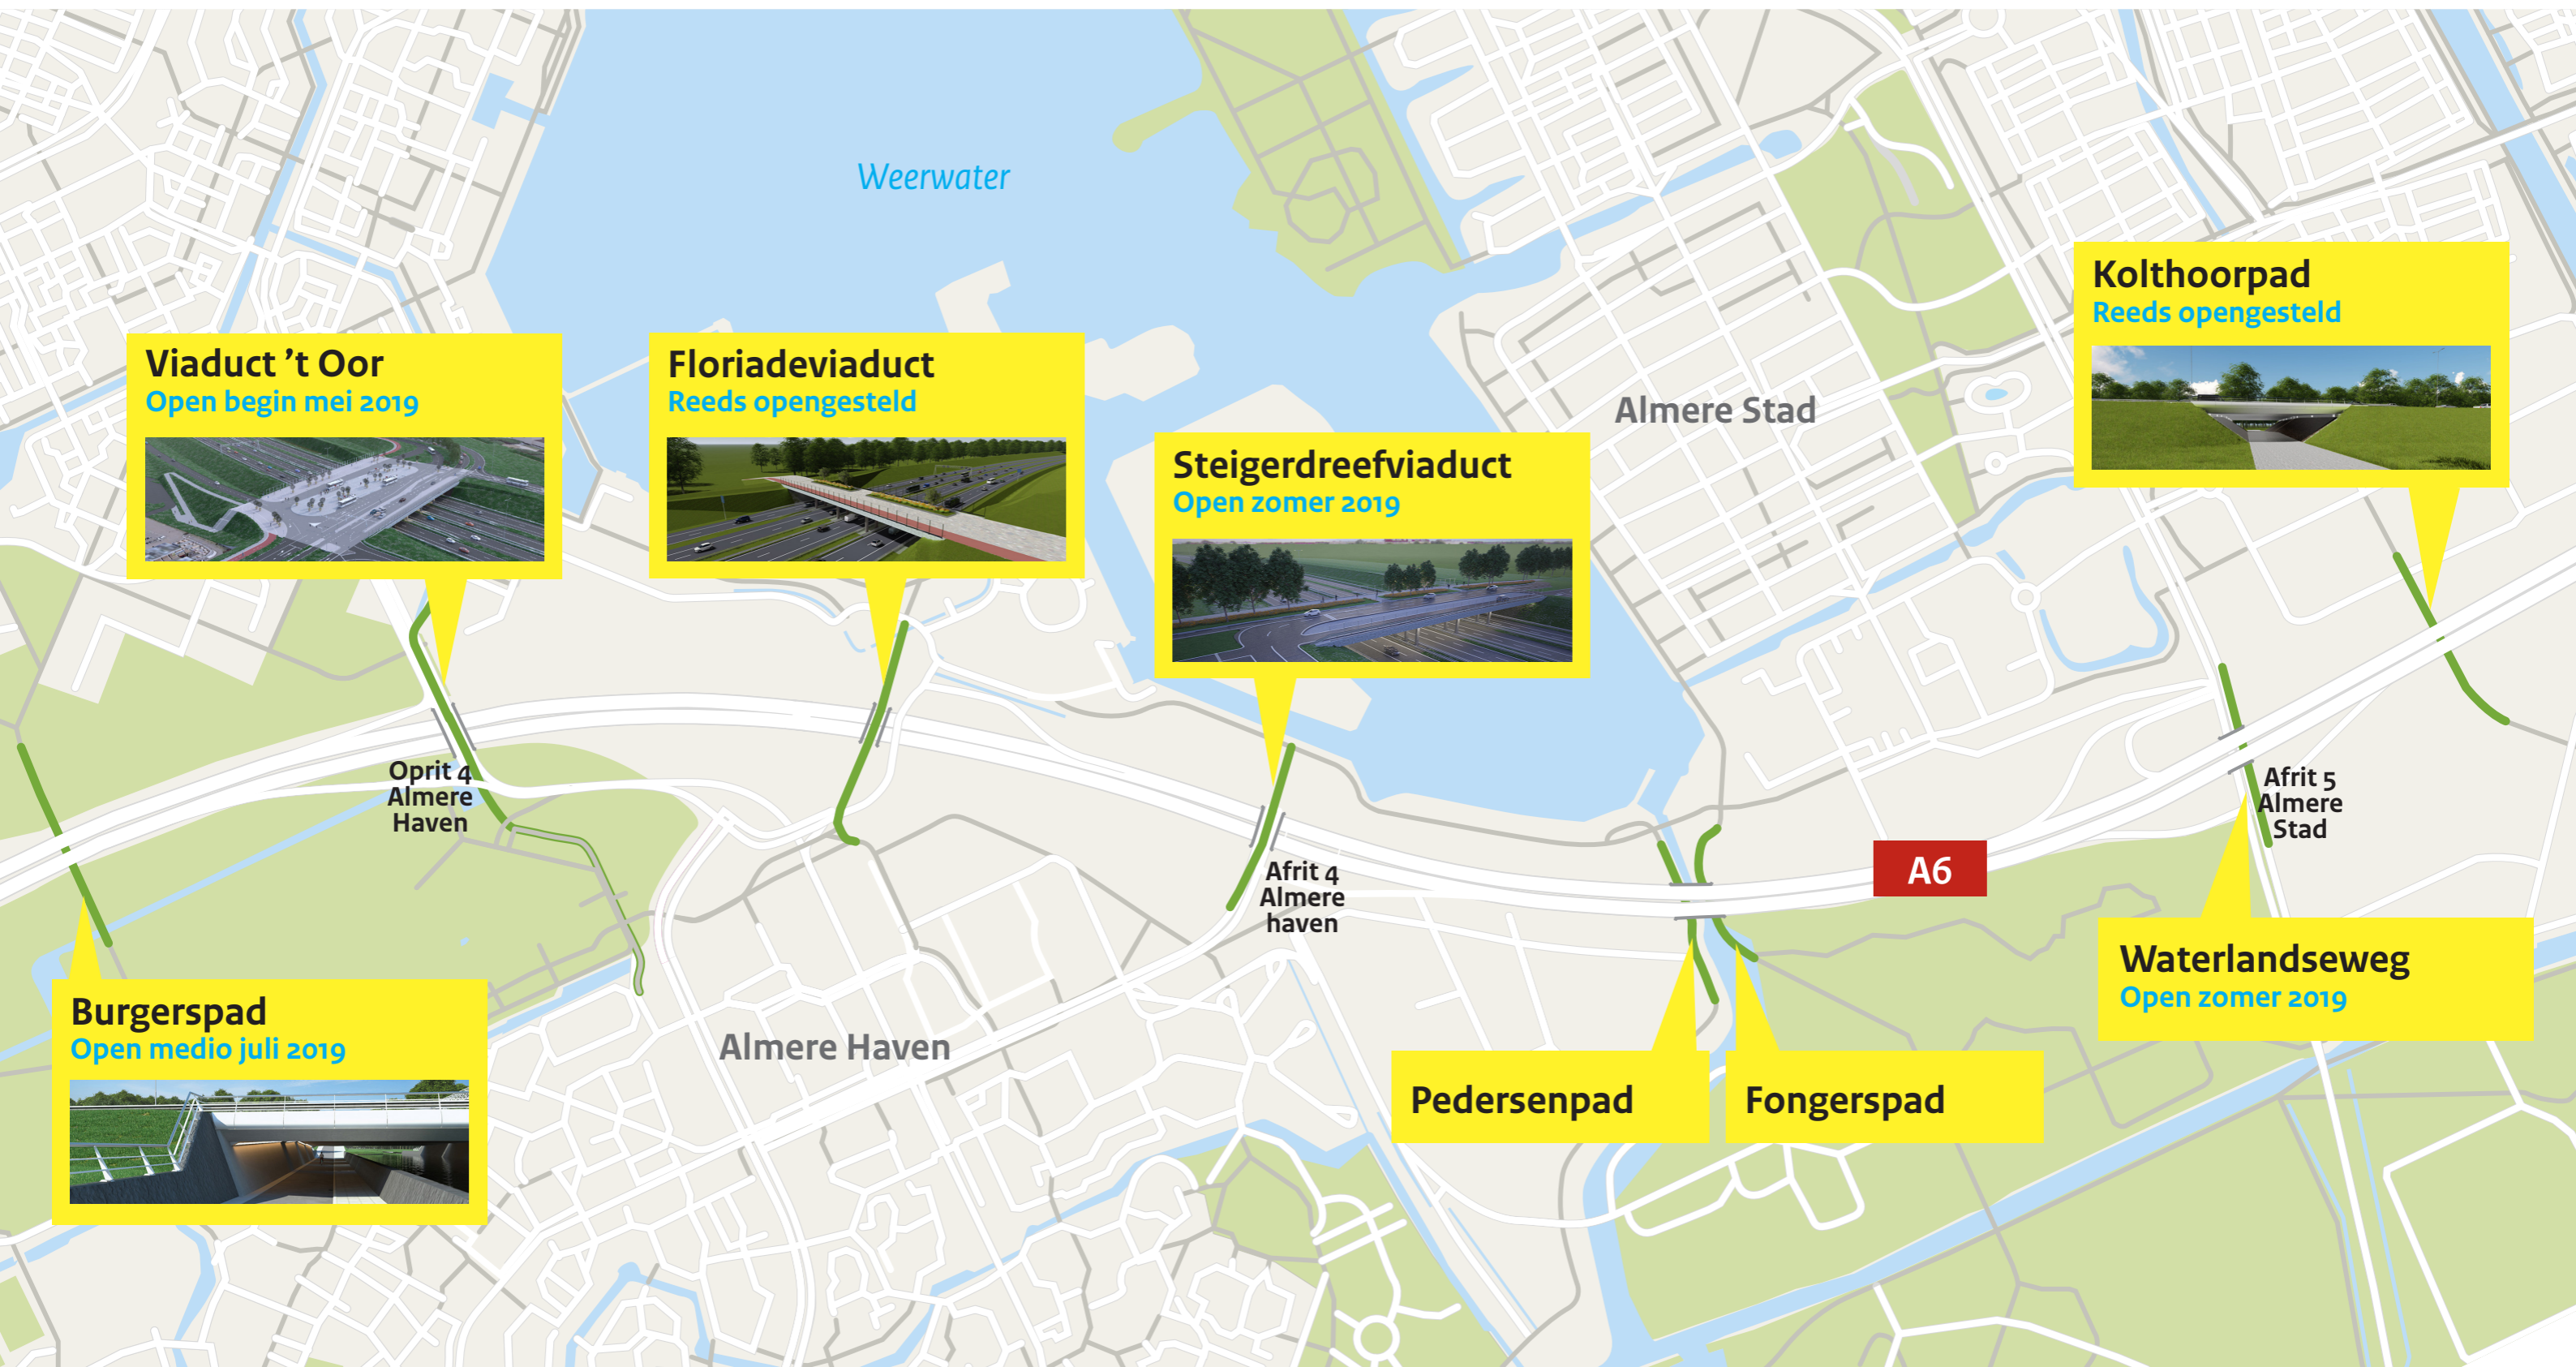 Weerwater
Kolthoorpad
Reeds opengesteld
Viaduct ’t Oor
Open begin mei 2019
Floriadeviaduct
Reeds opengesteld
Almere Stad
Steigerdreefviaduct
Open zomer 2019
Oprit 4
Almere
Haven
Afrit 5
Almere
Stad
Afrit 4
Almere
haven
A6
Waterlandseweg
Open zomer 2019
Burgerspad
Open medio juli 2019
Almere Haven
Pedersenpad
Fongerspad